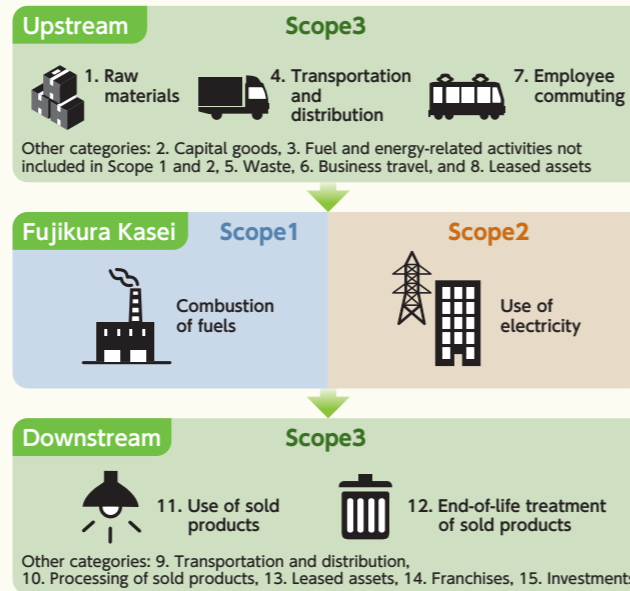 Upstream
Scope3
1. Raw
materials
4. Transportation
and
distribution
7. Employee
commuting
Other categories: 2. Capital goods, 3. Fuel and energy-related activities not
included in Scope 1 and 2, 5. Waste, 6. Business travel, and 8. Leased assets
Fujikura Kasei
Scope1
Scope2
Combustion
of fuels
Use of
electricity
Downstream
Scope3
11. Use of sold
products
12. End-of-life treatment
of sold products
Other categories: 9. Transportation and distribution,
10. Processing of sold products, 13. Leased assets, 14. Franchises, 15. Investments